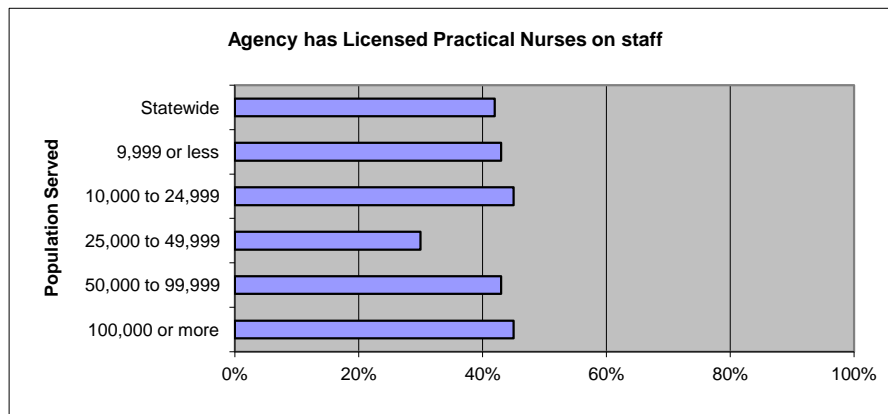 Agency has Licensed Practical Nurses on staff
Population Served
Statewide
9,999 or less
10,000 to 24,999
25,000 to 49,999
50,000 to 99,999
100,000 or more
0% 20% 40% 60% 80% 100%